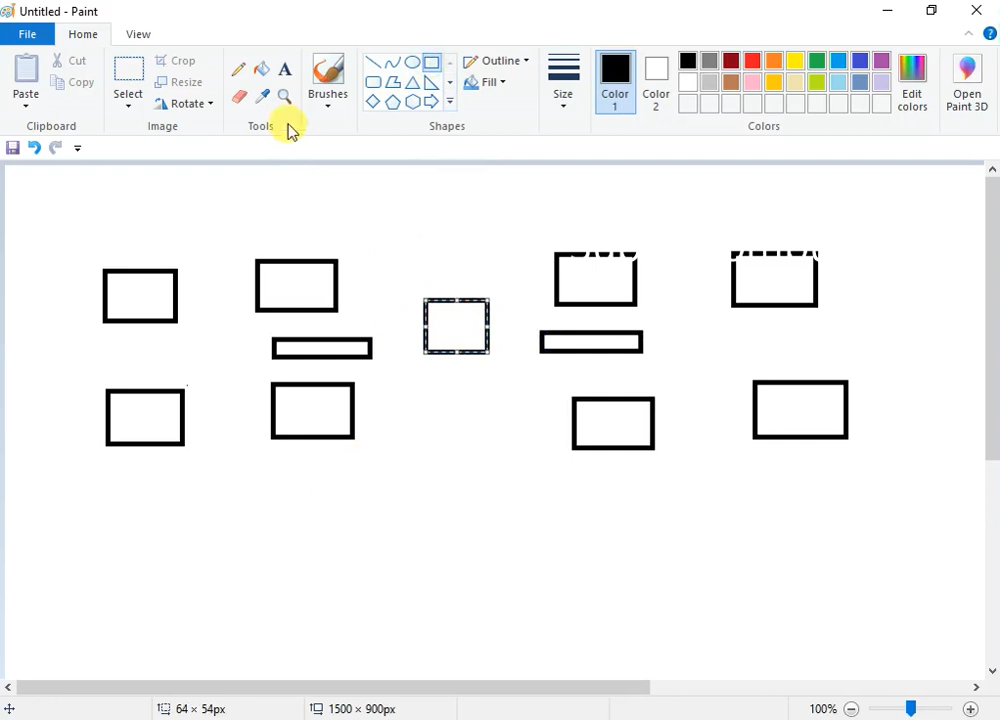 Untitled - Paint
File
Home
View
Paste
Cut
Copy
Clipboard
Select
Crop
Resize
Rotate
Image
A
Tools
Brushes
Outline
Fill
Shapes
Size
Color
1
Color
2
Edit
colors
Colors
Open
Paint 3D
64 × 54px
1500 × 900px
100%